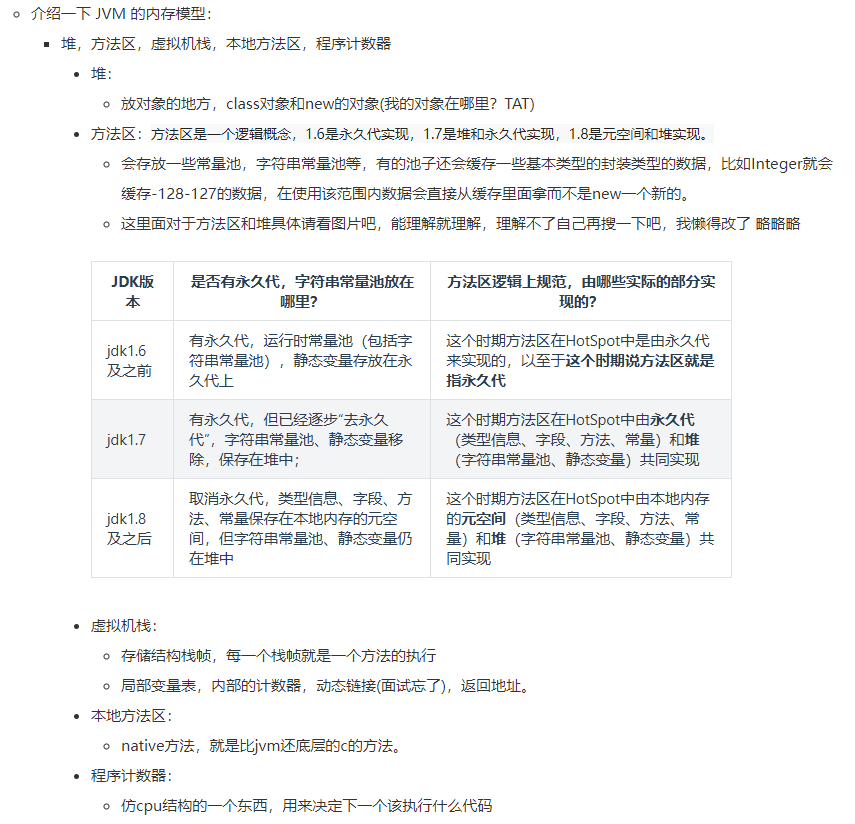 介绍一下 JVM 的内存模型：
堆，方法区，虚拟机栈，本地方法区，程序计数器
堆：
放对象的地方，class对象和new的对象(我的对象在哪里？TAT)
方法区：方法区是一个逻辑概念，1.6是永久代实现，1.7是堆和永久代实现，1.8是元空间和堆实现。
会存放一些常量池，字符串常量池等，有的池子还会缓存一些基本类型的封装类型的数据，比如Integer就会
缓存-128-127的数据，在使用该范围内数据会直接从缓存里面拿而不是new一个新的。
这里面对于方法区和堆具体请看图片吧，能理解就理解，理解不了自己再搜一下吧，我懒得改了 略略略
JDK版
本
是否有永久代，字符串常量池放在
哪里？
方法区逻辑上规范，由哪些实际的部分实
现的？
jdk1.6
及之前
有永久代，运行时常量池（包括字
符串常量池），静态变量存放在永
久代上
这个时期方法区在HotSpot中是由永久代
来实现的，以至于这个时期说方法区就是
指永久代
jdk1.7
有永久代，但已经逐步“去永久
代”，字符串常量池、静态变量移
除，保存在堆中；
这个时期方法区在HotSpot中由永久代
（类型信息、字段、方法、常量）和堆
（字符串常量池、静态变量）共同实现
jdk1.8
及之后
取消永久代，类型信息、字段、方
法、常量保存在本地内存的元空
间，但字符串常量池、静态变量仍
在堆中
这个时期方法区在HotSpot中由本地内存
的元空间（类型信息、字段、方法、常
量）和堆（字符串常量池、静态变量）共
同实现
虚拟机栈：
存储结构栈帧，每一个栈帧就是一个方法的执行
局部变量表，内部的计数器，动态链接(面试忘了)，返回地址。
本地方法区：
native方法，就是比jvm还底层的c的方法。
程序计数器：
仿cpu结构的一个东西，用来决定下一个该执行什么代码